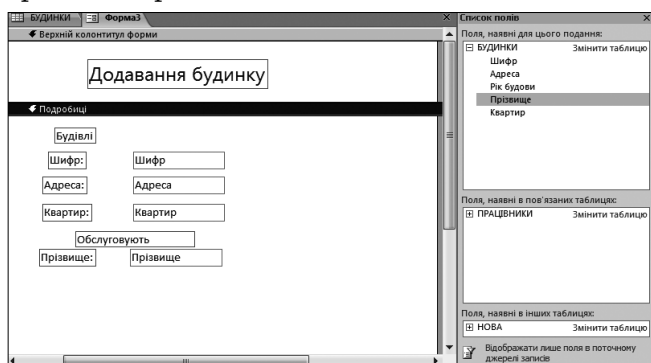 БУДИНКИ Форма3
Верхній колонтитул форми
Додавання будинку
Подробиці
Будівлі
Шифр: Шифр
Адреса: Адреса
Квартир: Квартир
Обслуговують
Прізвище: Прізвище
Список полів
Поля, наявні для цього подання:
БУДИНКИ Змінити таблицю
Шифр
Адреса
Рік будови
Прізвище
Квартир
Поля, наявні в пов'язаних таблицях:
ПРАЦІВНИКИ Змінити таблицю
Поля, наявні в інших таблицях:
НОВА Змінити таблицю
Відображати лише поля в поточному
джерелі записів